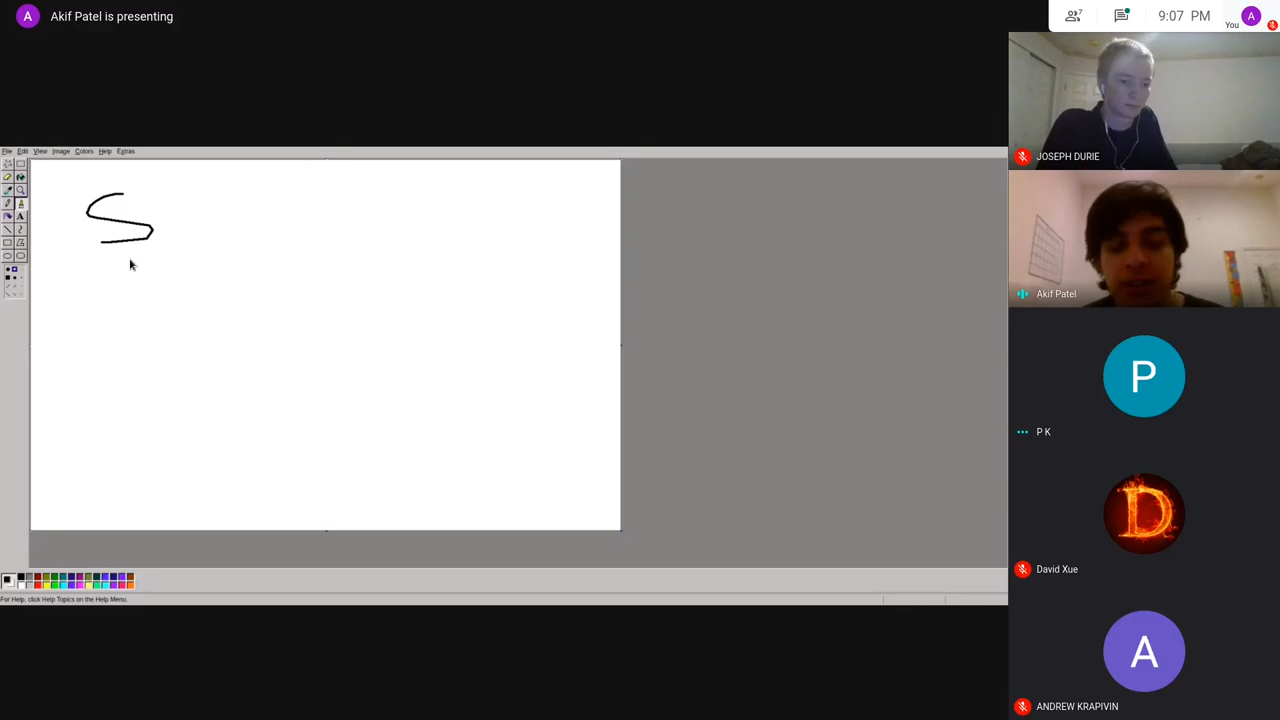 A Akif Patel is presenting
7
9:07 PM
You
A
File Edit View Image Colors Help Extras
A
S
For Help, click Help Topics on the Help Menu.
JOSEPH DURIE
Akif Patel
P
P K
D
David Xue
A
ANDREW KRAPIVIN